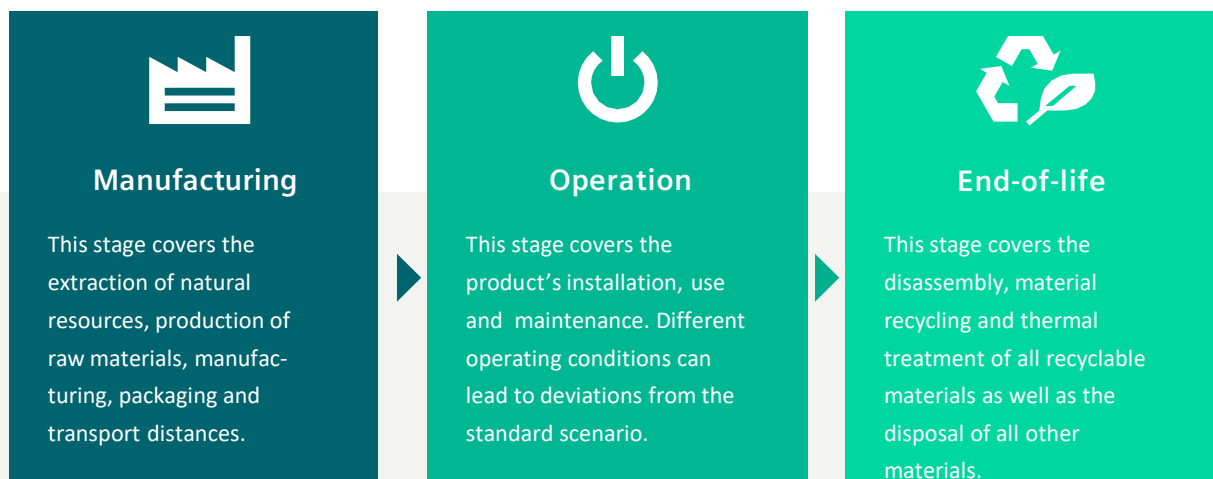 Manufacturing
This stage covers the
extraction of natural
resources, production of
raw materials, manufac-
turing, packaging and
transport distances.
Operation
This stage covers the
product’s installation, use
and  maintenance. Different
operating conditions can
lead to deviations from the
standard scenario.
End-of-life
This stage covers the
disassembly, material
recycling and thermal
treatment of all recyclable
materials as well as the
disposal of all other
materials.